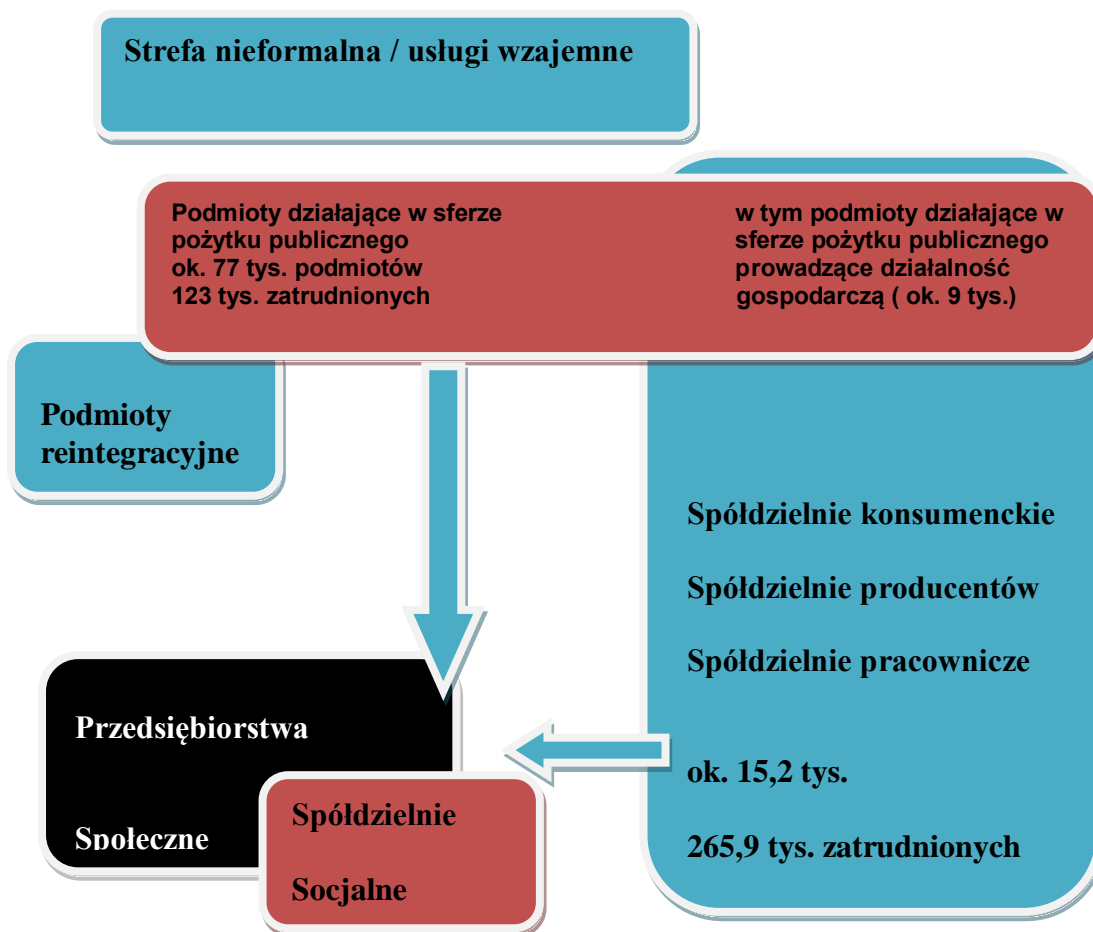 Strefa nieformalna / usługi wzajemne
Podmioty działające w sferze
pożytku publicznego
ok. 77 tys. podmiotów
123 tys. zatrudnionych
w tym podmioty działające w
sferze pożytku publicznego
prowadzące działalność
gospodarczą ( ok. 9 tys.)
Podmioty
reintegracyjne
Spółdzielnie konsumenckie
Spółdzielnie producentów
Spółdzielnie pracownicze
ok. 15,2 tys.
265,9 tys. zatrudnionych
Przedsiębiorstwa
Społeczne
Spółdzielnie
Socjalne